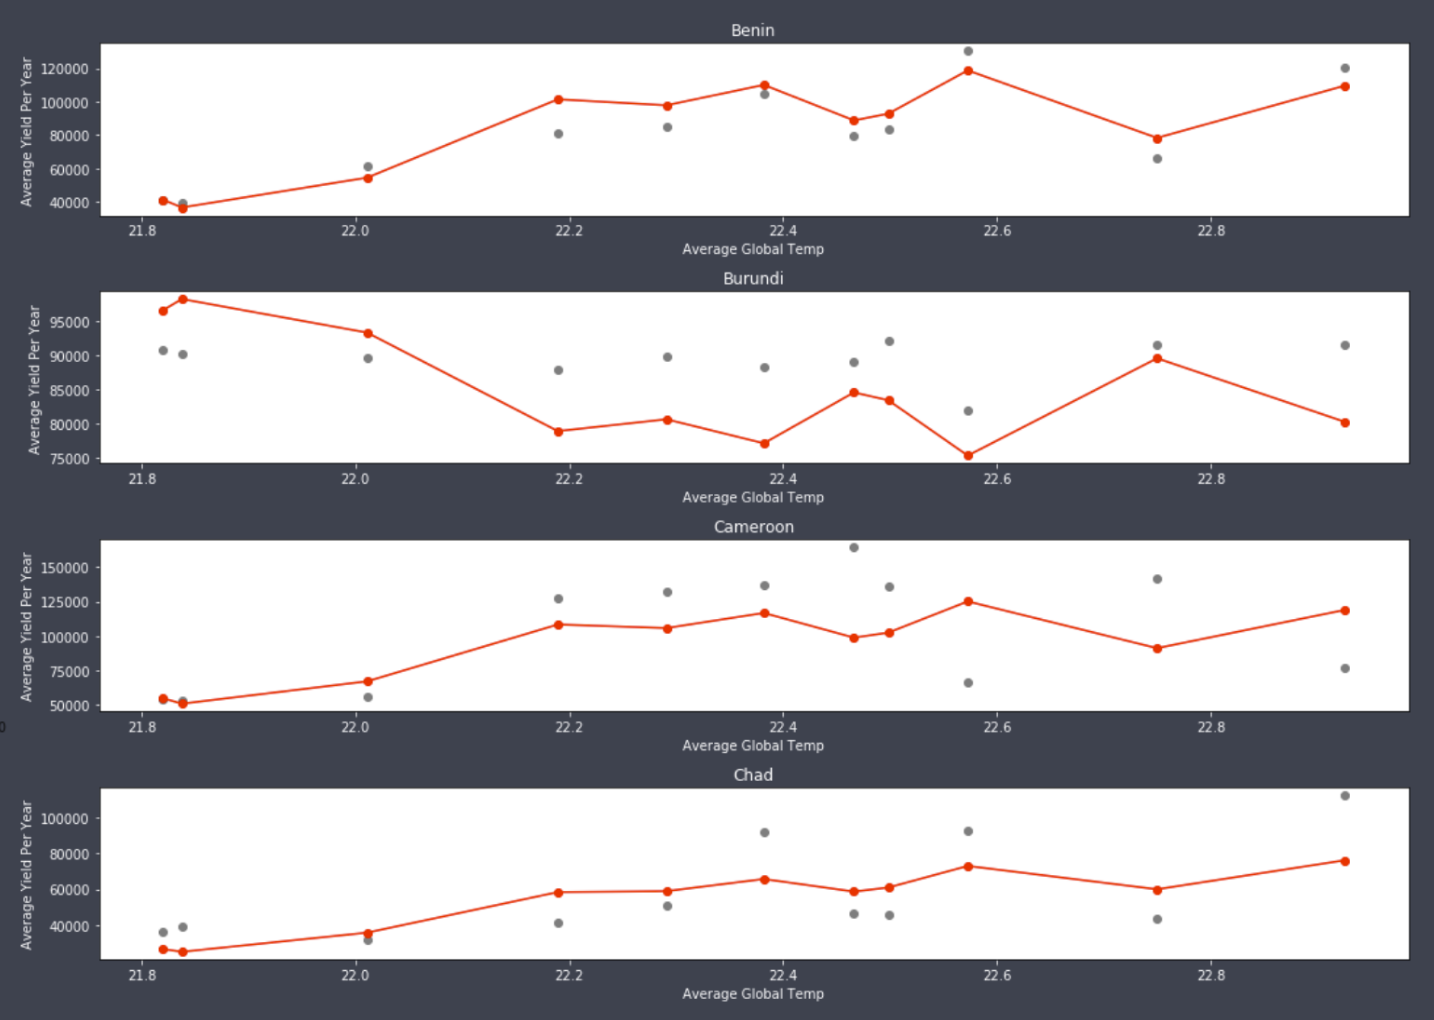 Benin
Average Yield Per Year
120000
100000
80000
60000
40000
21.8 22.0 22.2 22.4 22.6 22.8
Average Global Temp
Burundi
Average Yield Per Year
95000
90000
85000
80000
75000
21.8 22.0 22.2 22.4 22.6 22.8
Average Global Temp
Cameroon
Average Yield Per Year
150000
125000
100000
75000
50000
0
21.8 22.0 22.2 22.4 22.6 22.8
Average Global Temp
Chad
Average Yield Per Year
100000
80000
60000
40000
21.8 22.0 22.2 22.4 22.6 22.8
Average Global Temp